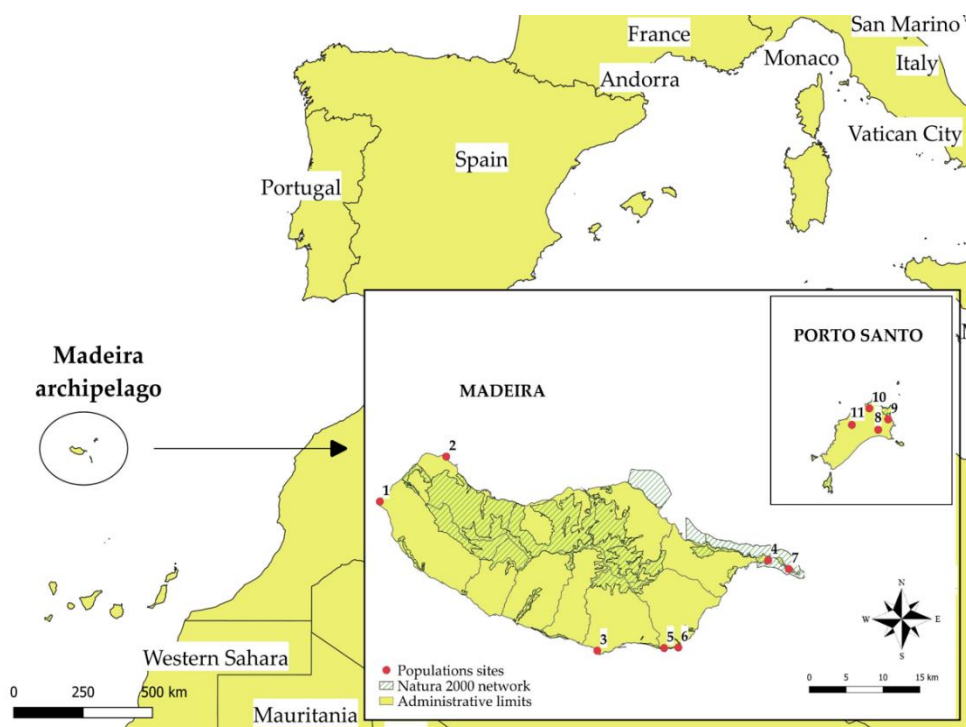 France
San Marino
Monaco
Italy
Andorra
Vatican City
Spain
Portugal
Madeira
archipelago
MADEIRA
PORTO SANTO
10
11
9
8
2
1
4
7
3
5
6
N
W
E
S
Populations sites
Natura 2000 network
Administrative limits
0 5 10 15 km
Western Sahara
0 250 500 km
Mauritania